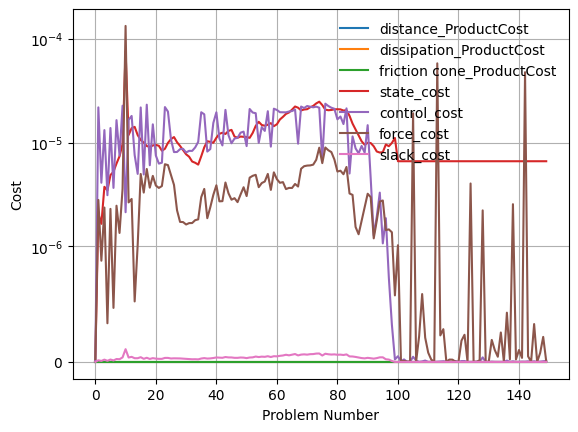 distance_ProductCost
dissipation_ProductCost
friction cone_ProductCost
state_cost
control_cost
force_cost
slack_cost
Cost
10⁻⁴
10⁻⁵
10⁻⁶
0
0 20 40 60 80 100 120 140
Problem Number